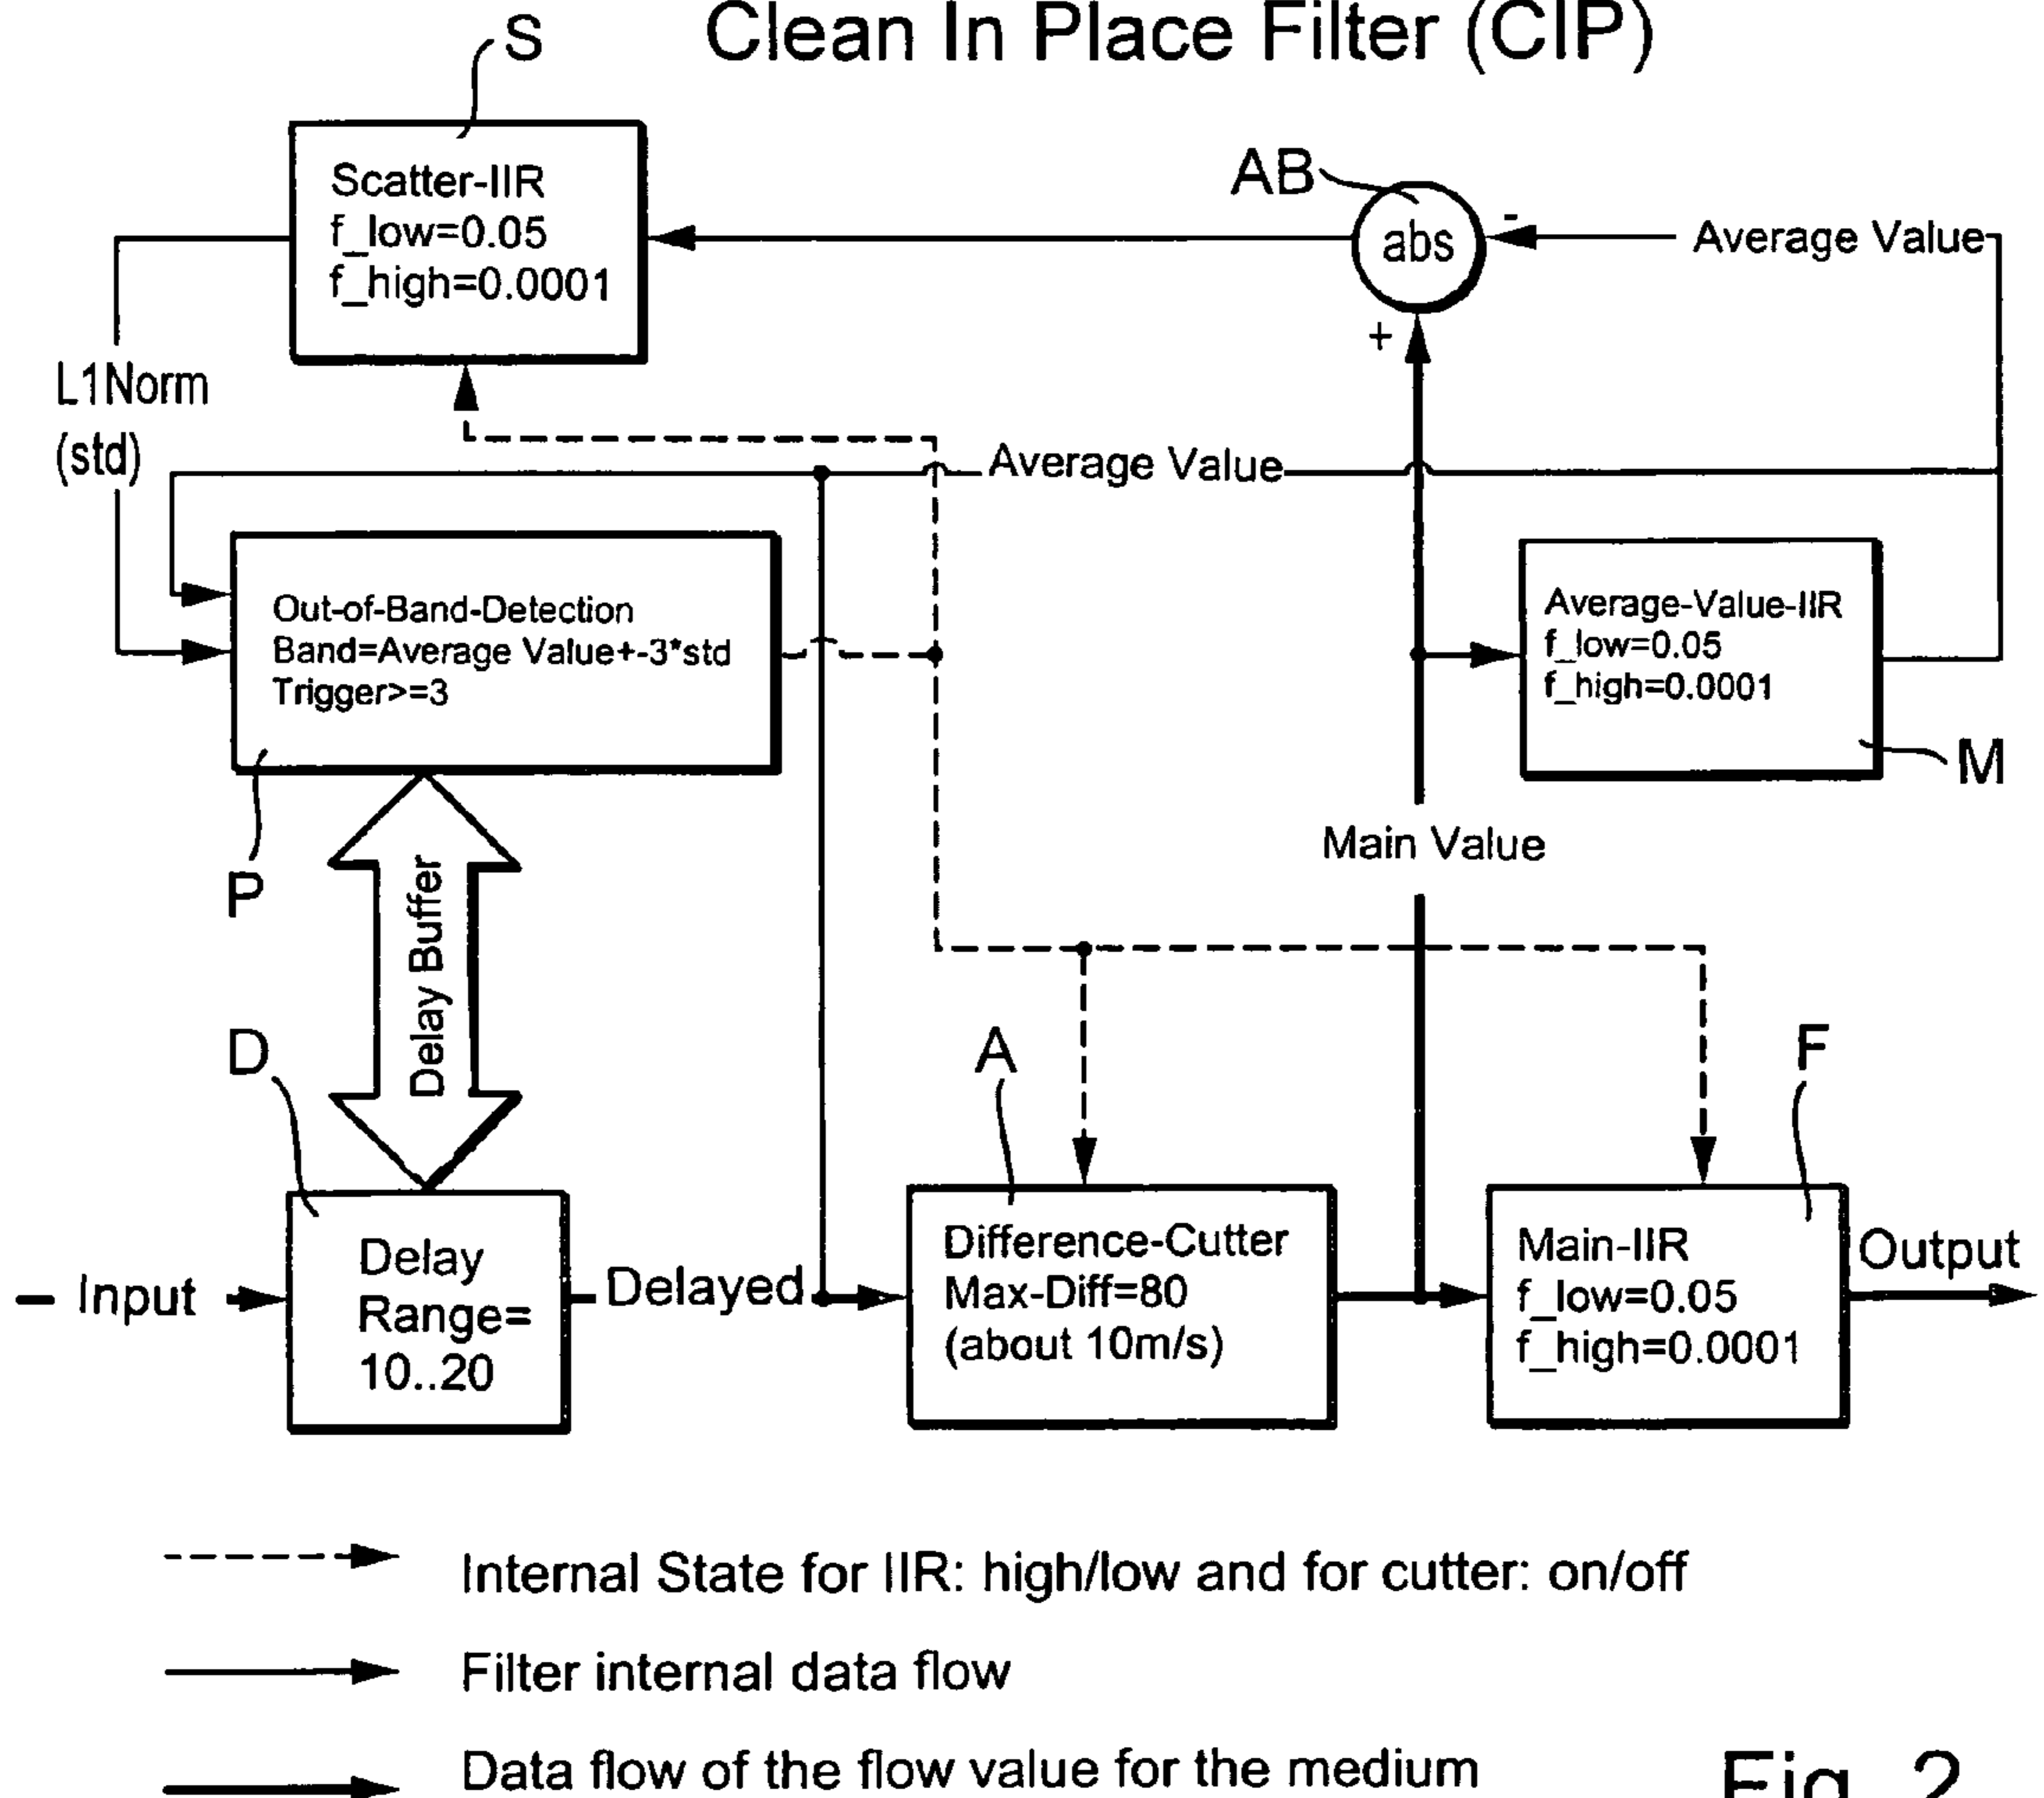 Clean In Place Filter (CIP)
S
Scatter-IIR
f_low=0.05
f_high=0.0001
AB
abs
-
Average Value
+
L1Norm
(std)
Average Value
Out-of-Band-Detection
Band=Average Value+-3*std
Trigger>=3
Average-Value-IIR
f_low=0.05
f_high=0.0001
M
P
Main Value
Delay Buffer
D
A
F
Input
Delay
Range=
10..20
Delayed
Difference-Cutter
Max-Diff=80
(about 10m/s)
Main-IIR
f_low=0.05
f_high=0.0001
Output
Internal State for IIR: high/low and for cutter: on/off
Filter internal data flow
Data flow of the flow value for the medium
Fig. 2